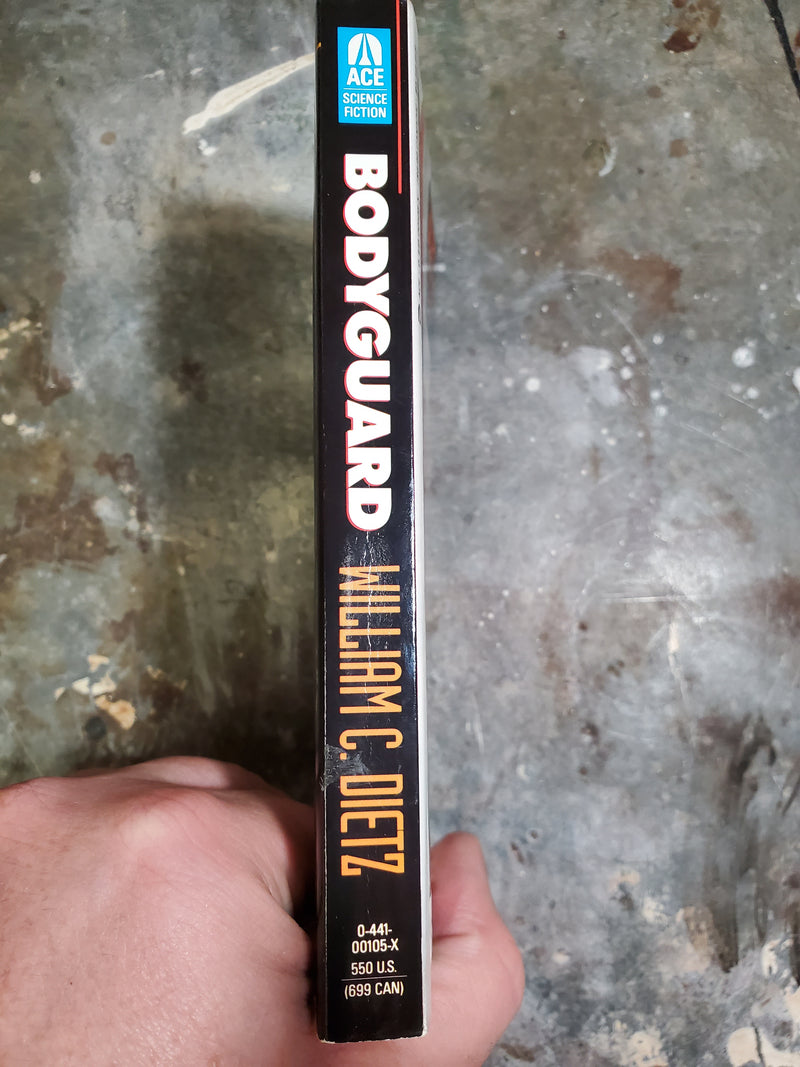 ACE
SCIENCE
FICTION
BODYGUARD
WILLIAM C. DIETZ
0-441-
00105-X
550 U.S.
(699 CAN)